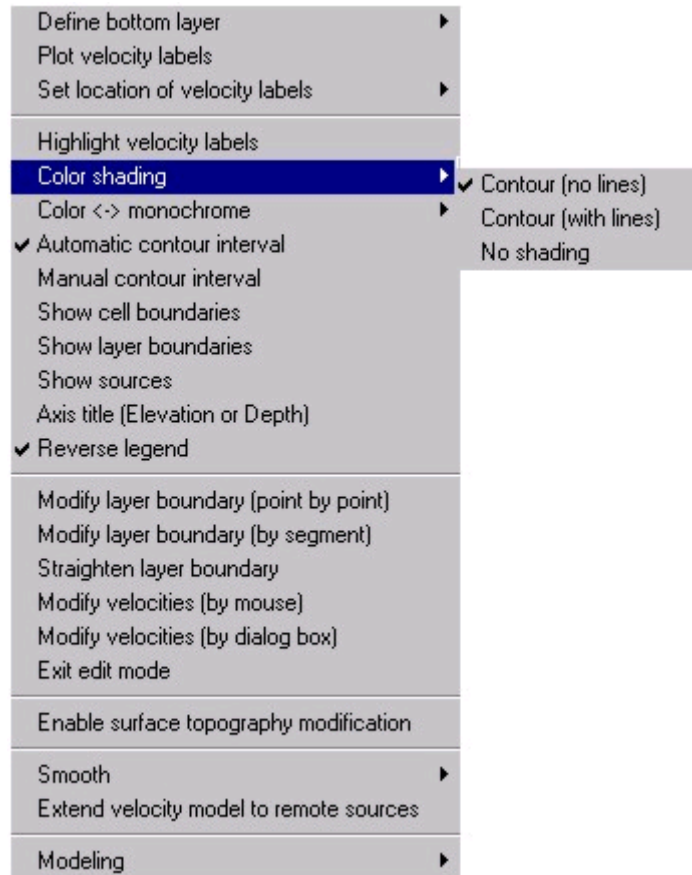 Define bottom layer
Plot velocity labels
Set location of velocity labels
Highlight velocity labels
Color shading
Contour (no lines)
Contour (with lines)
No shading
Color <-> monochrome
Automatic contour interval
Manual contour interval
Show cell boundaries
Show layer boundaries
Show sources
Axis title (Elevation or Depth)
Reverse legend
Modify layer boundary (point by point)
Modify layer boundary (by segment)
Straighten layer boundary
Modify velocities (by mouse)
Modify velocities (by dialog box)
Exit edit mode
Enable surface topography modification
Smooth
Extend velocity model to remote sources
Modeling